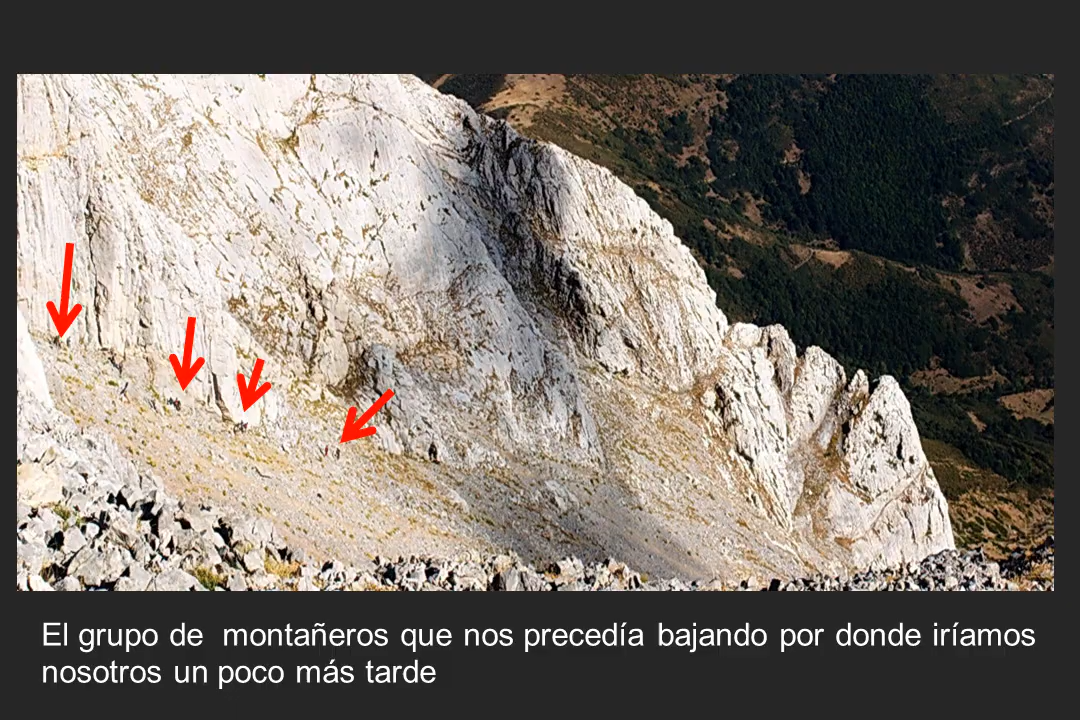 El grupo de  montañeros que nos precedía bajando por donde iríamos
nosotros un poco más tarde